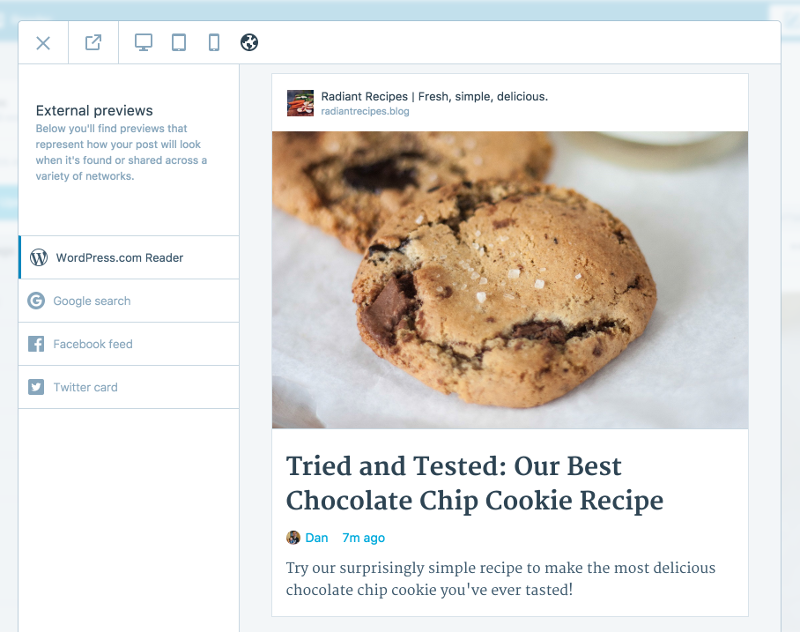 External previews
Below you'll find previews that
represent how your post will look
when it's found or shared across a
variety of networks.
WordPress.com Reader
Google search
Facebook feed
Twitter card
Radiant Recipes | Fresh, simple, delicious.
radiantrecipes.blog
Tried and Tested: Our Best
Chocolate Chip Cookie Recipe
Dan 7m ago
Try our surprisingly simple recipe to make the most delicious
chocolate chip cookie you've ever tasted!